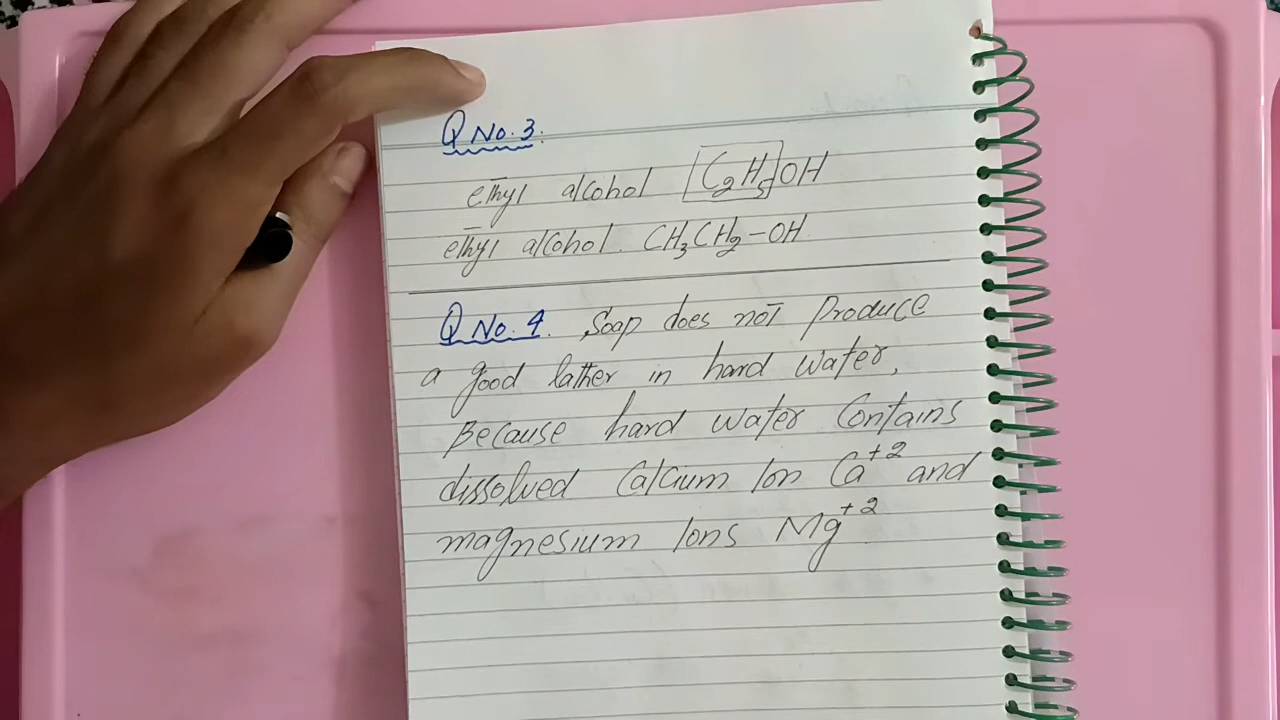 Q No. 3.
ethyl alcohol C₂H₅OH
ethyl alcohol. CH₃CH₂-OH
Q No. 4. Soap does not Produce
a good lather in hard water,
Because hard water Contains
dissolved Calcium Ion Ca⁺² and
magnesium Ions Mg⁺²